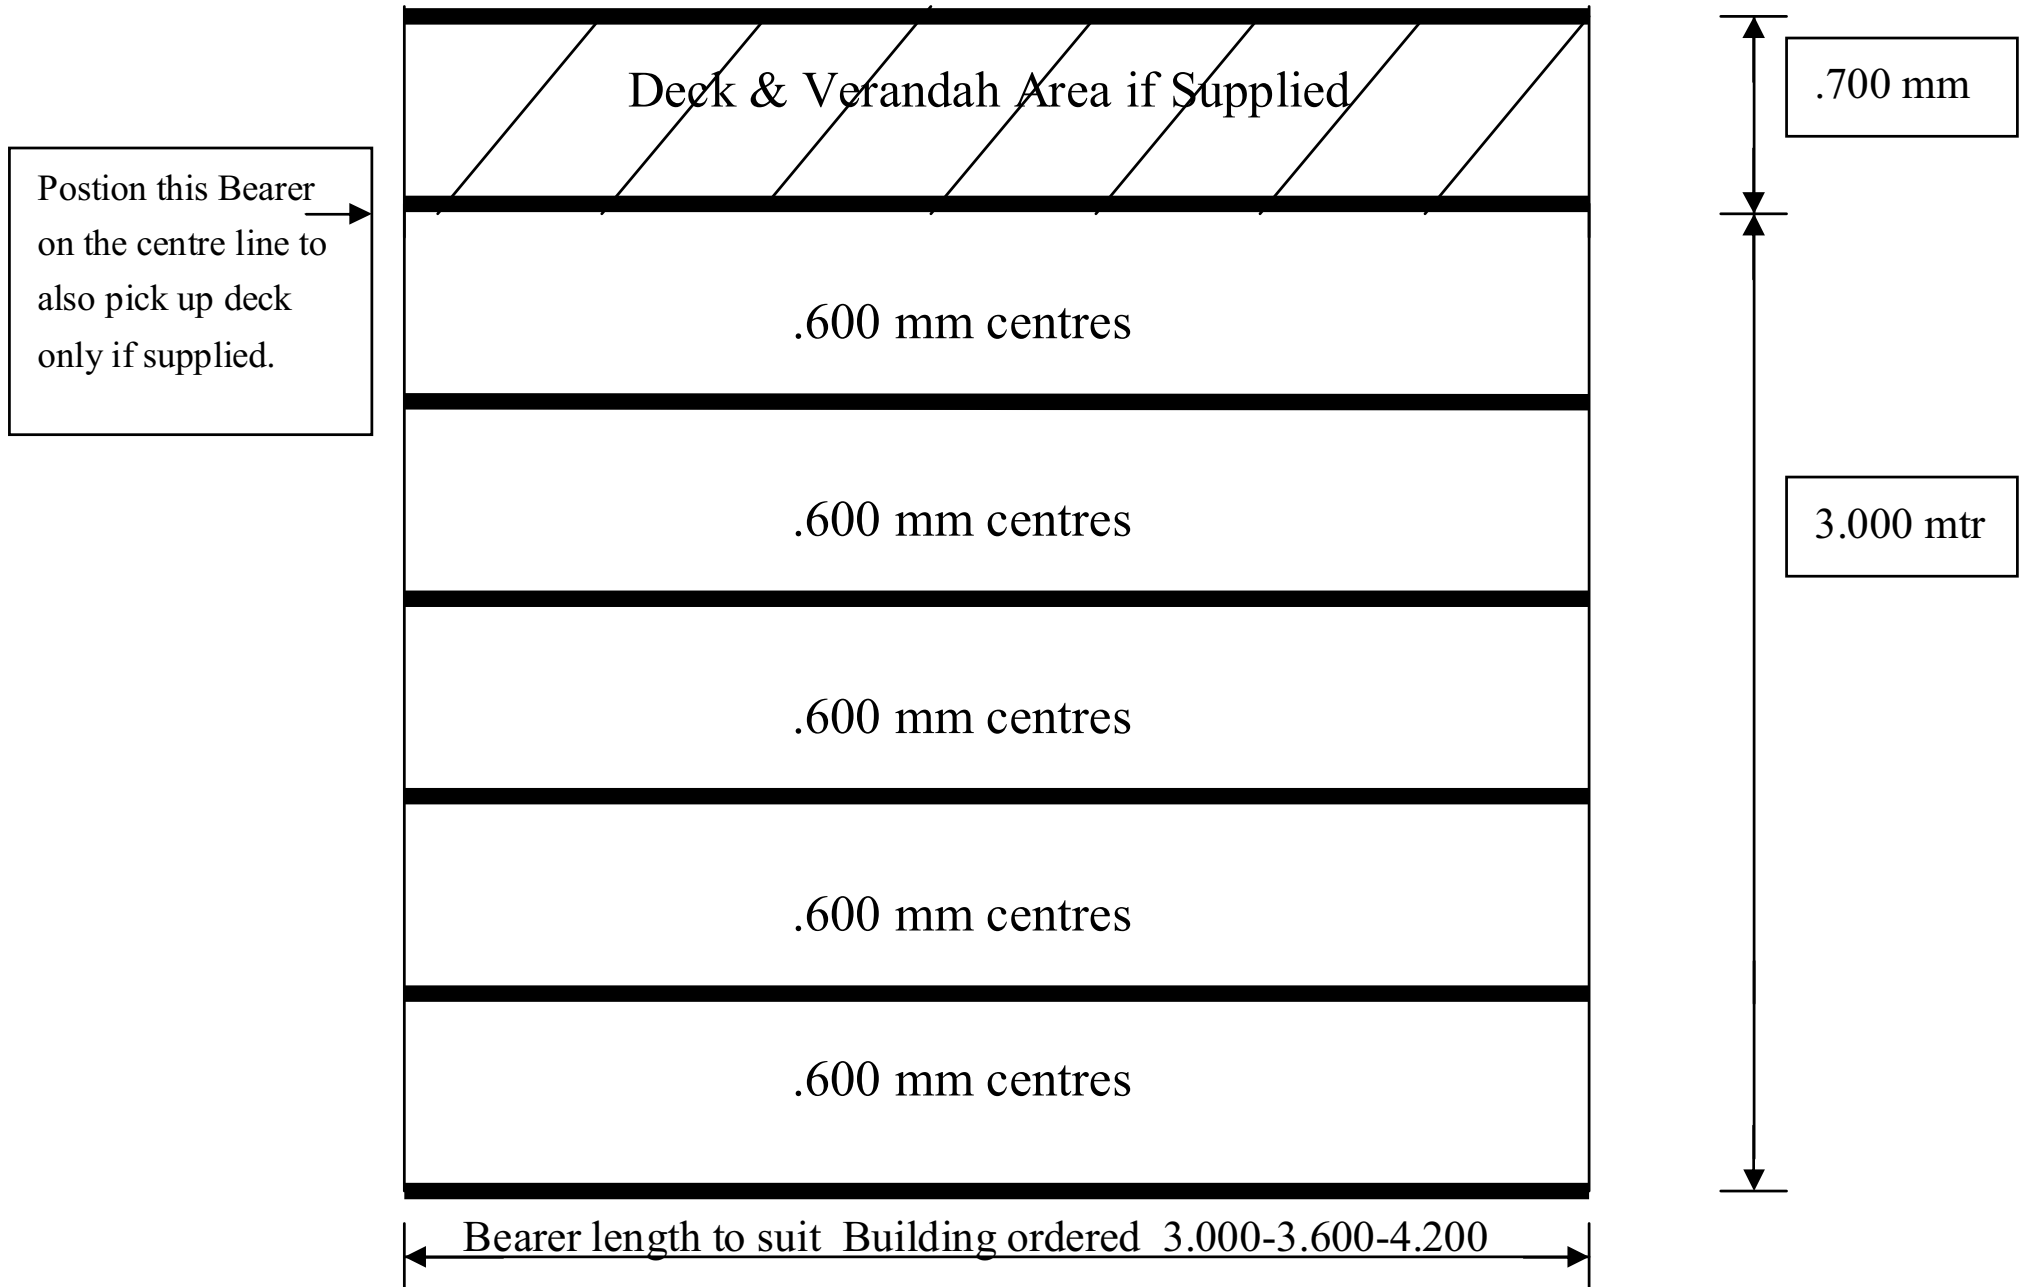 Deck & Verandah Area if Supplied
.700 mm
Postion this Bearer
on the centre line to
also pick up deck
only if supplied.
.600 mm centres
.600 mm centres
3.000 mtr
.600 mm centres
.600 mm centres
.600 mm centres
Bearer length to suit  Building ordered  3.000-3.600-4.200